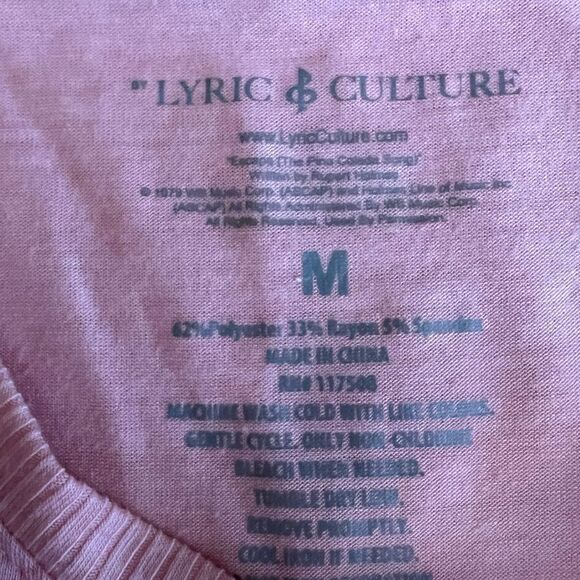 BY LYRIC & CULTURE
www.LyricCulture.com
"Escape (The Pina Colada Song)"
Written by Rupert Holmes
© 1979 WB Music Corp. (ASCAP) and Holmes Line of Music Inc.
(ASCAP) All Rights Administered By WB Music Corp.
All Rights Reserved. Used By Permission.
M
62%Polyester 33% Rayon 5% Spandex
MADE IN CHINA
RN# 117508
MACHINE WASH COLD WITH LIKE COLORS.
GENTLE CYCLE. ONLY NON-CHLORINE
BLEACH WHEN NEEDED.
TUMBLE DRY LOW.
REMOVE PROMPTLY.
COOL IRON IF NEEDED.